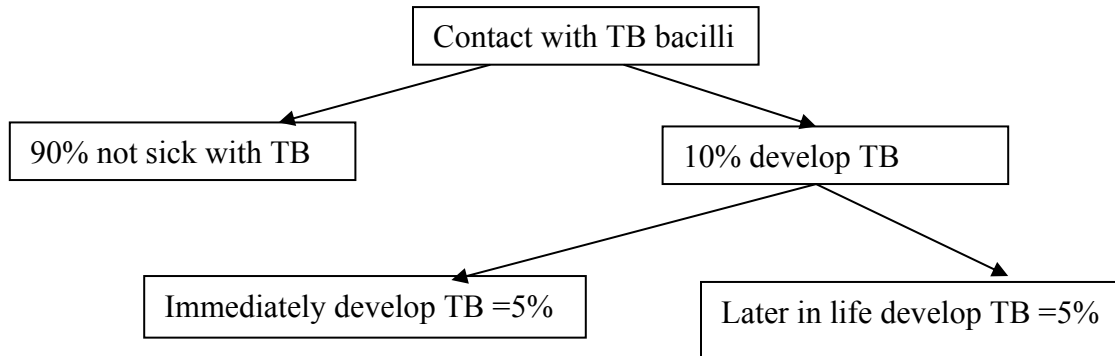 Contact with TB bacilli
90% not sick with TB
10% develop TB
Immediately develop TB =5%
Later in life develop TB =5%